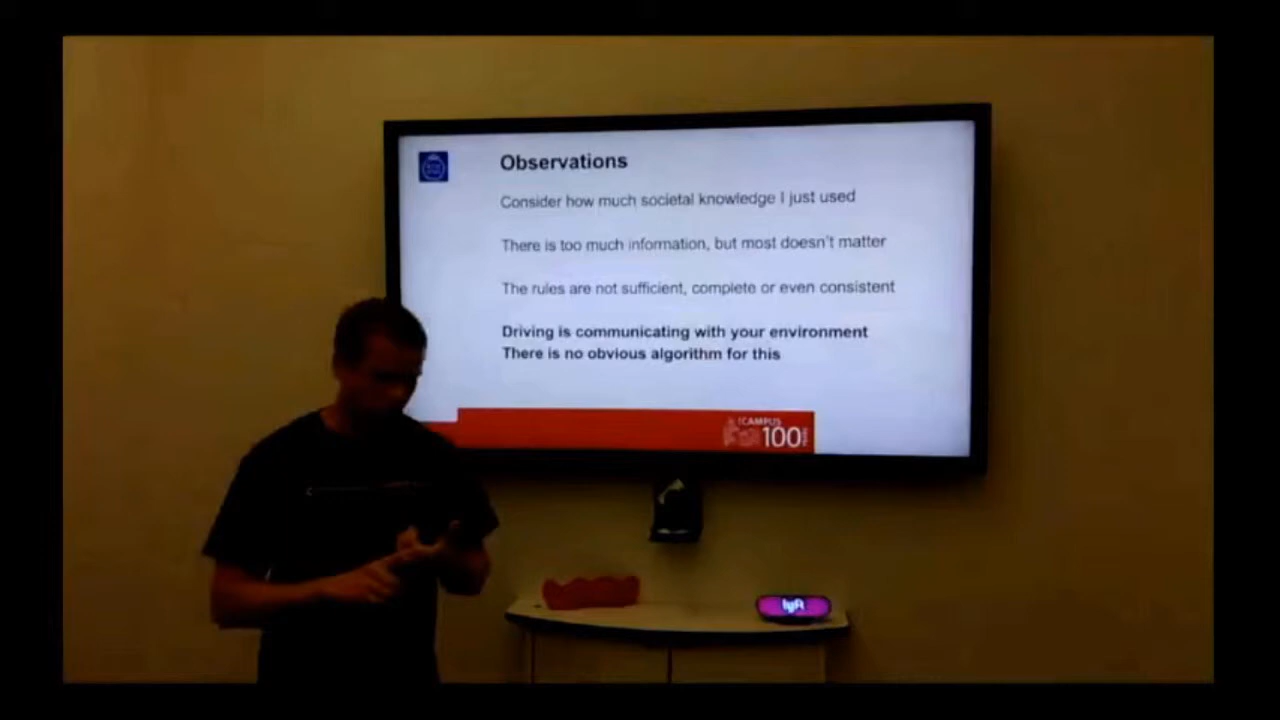 Observations
Consider how much societal knowledge I just used
There is too much information, but most doesn't matter
The rules are not sufficient, complete or even consistent
Driving is communicating with your environment
There is no obvious algorithm for this
CAMPUS
100
lyft